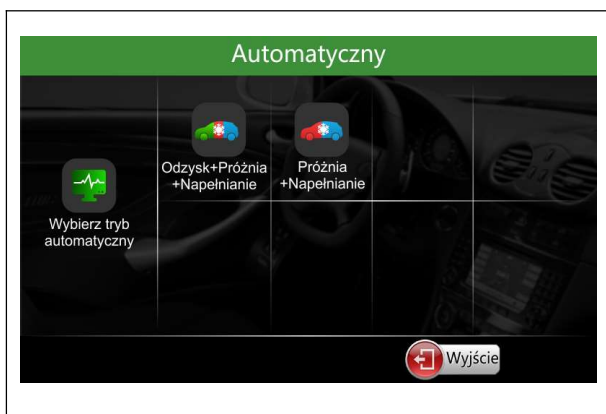 Automatyczny
Odzysk+Próżnia
+Napełnianie
Próżnia
+Napełnianie
Wybierz tryb
automatyczny
Wyjście